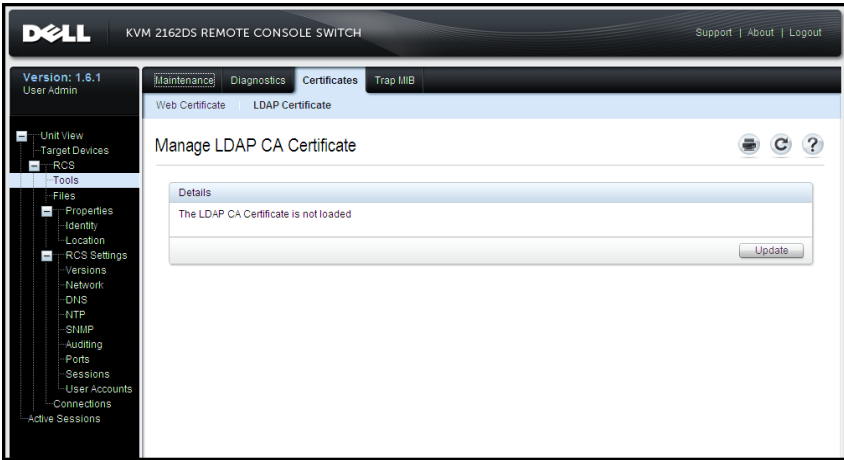 DELL
KVM 2162DS REMOTE CONSOLE SWITCH
Support | About | Logout
Version: 1.6.1
User Admin
Maintenance
Diagnostics
Certificates
Trap MIB
Web Certificate
LDAP Certificate
Unit View
Target Devices
RCS
Tools
Files
Properties
Identity
Location
RCS Settings
Versions
Network
DNS
NTP
SNMP
Auditing
Ports
Sessions
User Accounts
Connections
Active Sessions
Manage LDAP CA Certificate
?
Details
The LDAP CA Certificate is not loaded
Update